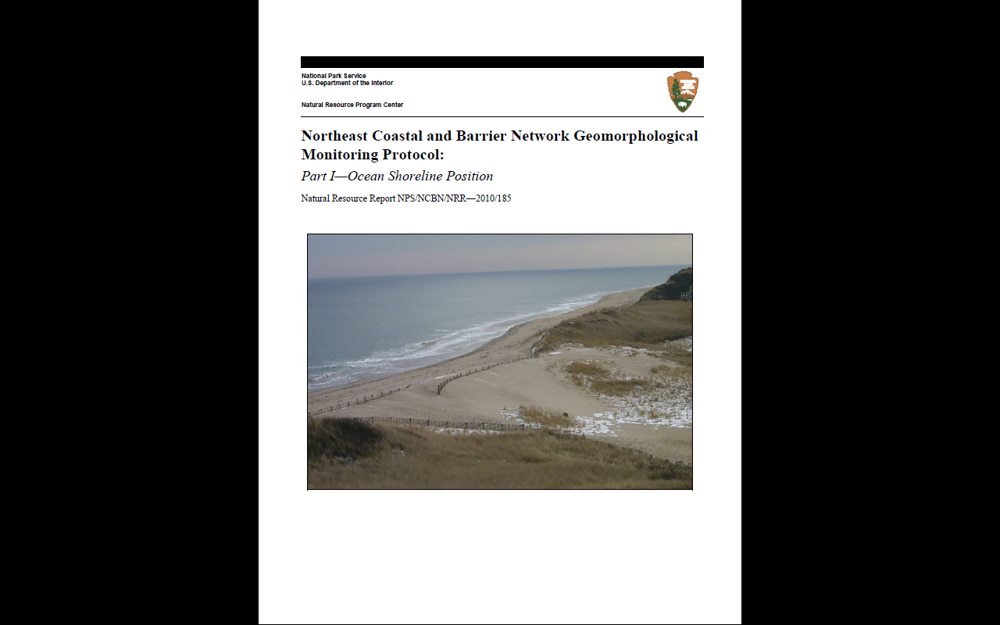 National Park Service
U.S. Department of the Interior
Natural Resource Program Center
Northeast Coastal and Barrier Network Geomorphological
Monitoring Protocol:
Part I—Ocean Shoreline Position
Natural Resource Report NPS/NCBN/NRR—2010/185